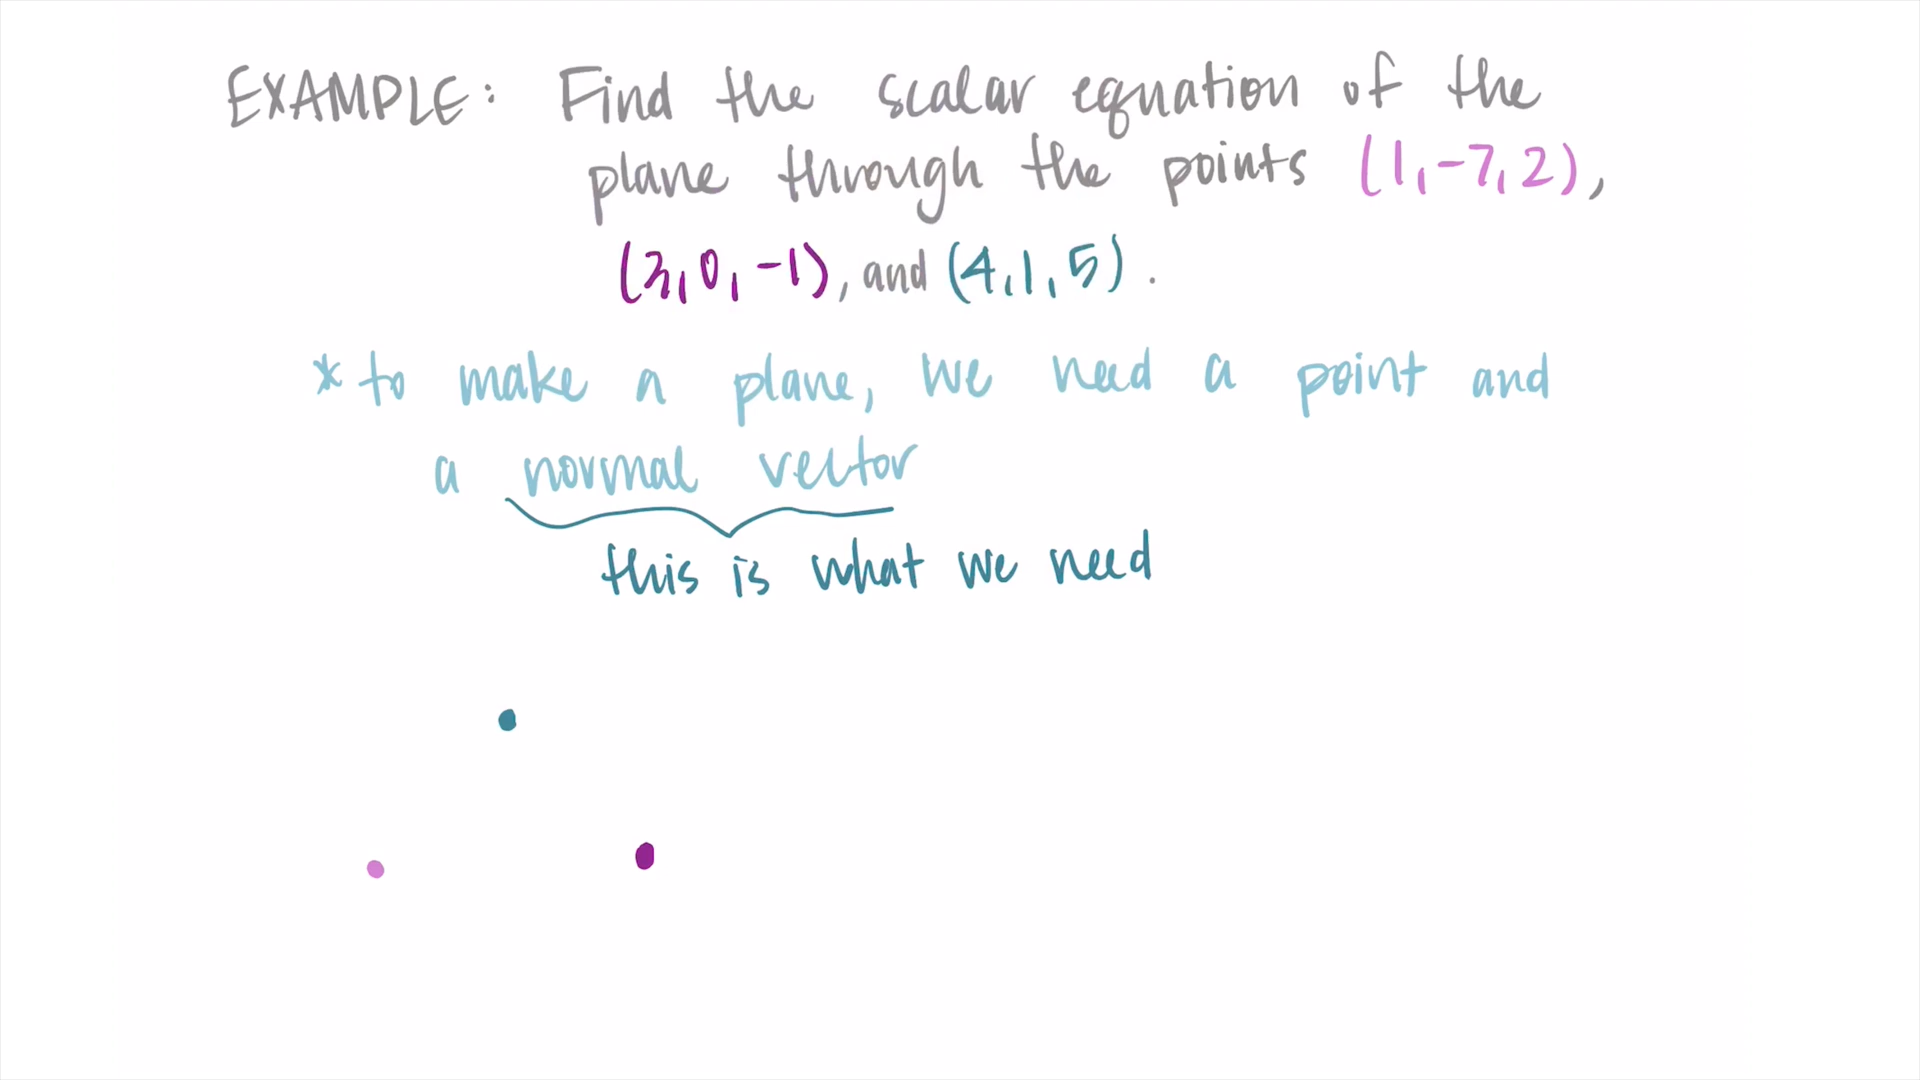 EXAMPLE: Find the scalar equation of the
plane through the points (1,-7,2),
(3,0,-1), and (4,1,5).
* to make a plane, we need a point and
a normal vector
this is what we need